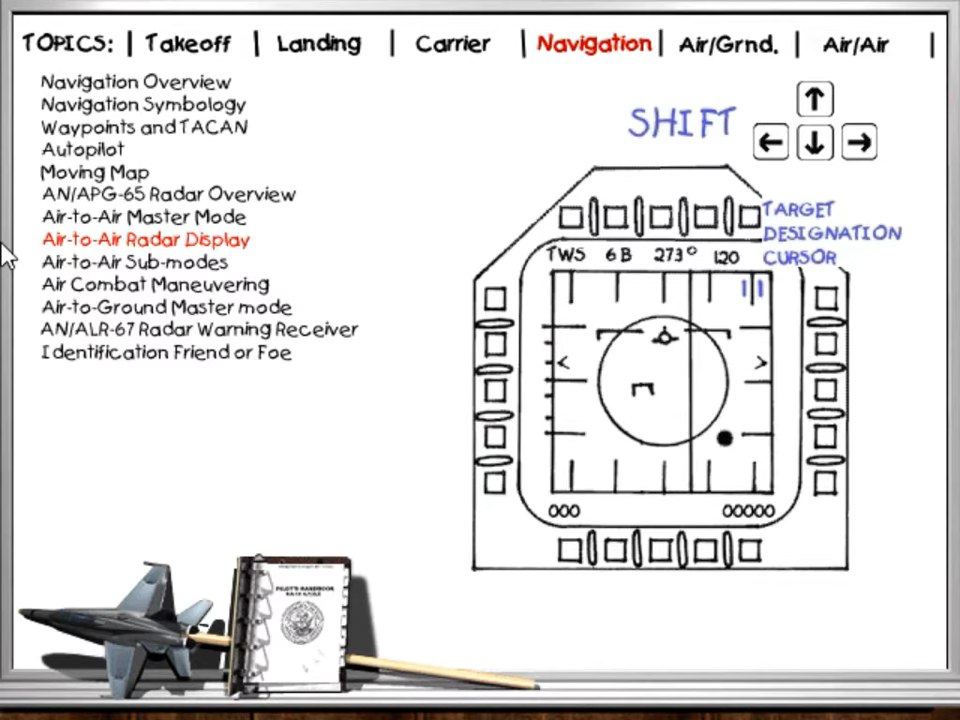 TOPICS: | Takeoff | Landing | Carrier | Navigation | Air/Grnd. | Air/Air |
Navigation Overview
Navigation Symbology
Waypoints and TACAN
Autopilot
Moving Map
AN/APG-65 Radar Overview
Air-to-Air Master Mode
Air-to-Air Radar Display
Air-to-Air Sub-modes
Air Combat Maneuvering
Air-to-Ground Master mode
AN/ALR-67 Radar Warning Receiver
Identification Friend or Foe
SHIFT
TARGET
DESIGNATION
CURSOR
TWS 6B 273° 120
000 00000
PILOT'S HANDBOOK